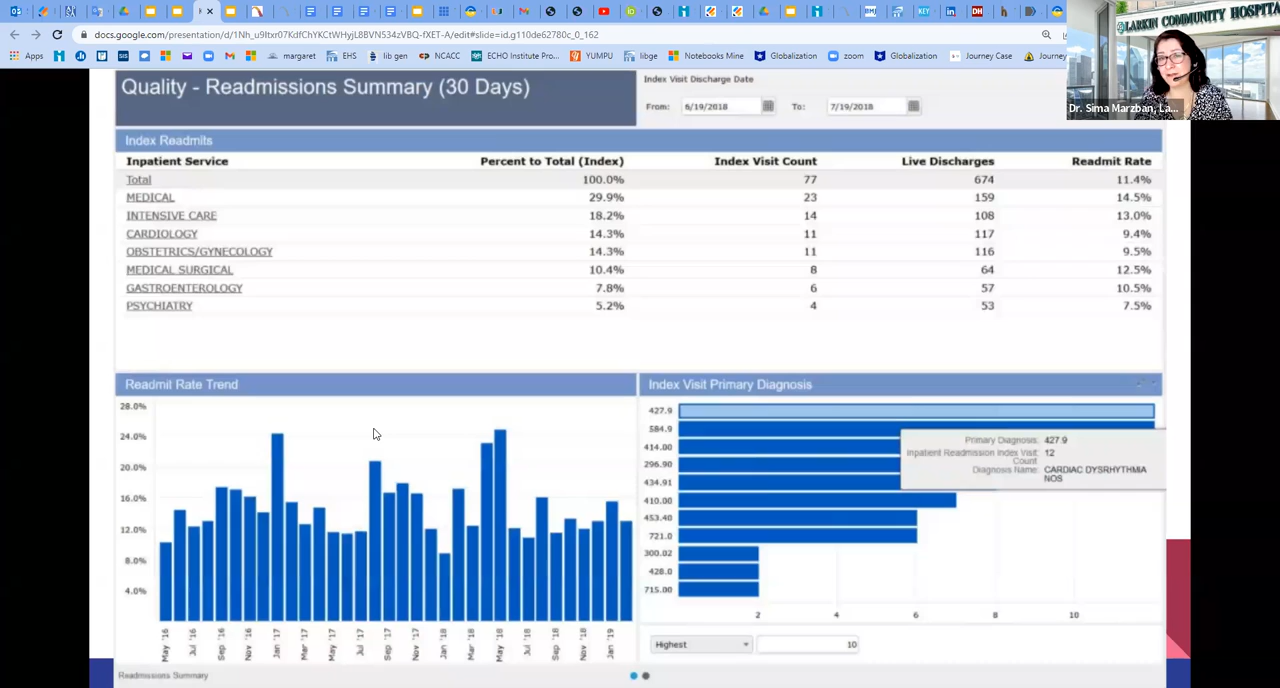 docs.google.com/presentation/d/1Nh_u9Itxr07KdfChYKCtWHyjL8BVN534zVBQ-
slide=id.g110de62780c_0_162
Apps
EHS
margaret
EHS
lib gen
ECHO Institute Pro...
YUMPU
libge
Notebooks Mine
Globalization
zoom
Globalization
Journey Case
Journey
LARKIN COMMUNITY HOSPITA
Dr. Sima Marzban, La...
Quality - Readmissions Summary (30 Days)
Index Visit Discharge Date
From: 6/19/2018 To: 7/19/2018
Index Readmits
Inpatient Service Percent to Total (Index) Index Visit Count Live Discharges Readmit Rate
Total 100.0% 77 674 11.4%
MEDICAL 29.9% 23 159 14.5%
INTENSIVE CARE 18.2% 14 108 13.0%
CARDIOLOGY 14.3% 11 117 9.4%
OBSTETRICS/GYNECOLOGY 14.3% 11 116 9.5%
MEDICAL SURGICAL 10.4% 8 64 12.5%
GASTROENTEROLOGY 7.8% 6 57 10.5%
PSYCHIATRY 5.2% 4 53 7.5%
Readmil Rate Trend
28.0%
24.0%
20.0%
16.0%
12.0%
8.0%
4.0%
May '16
Jul '16
Sep '16
Nov '16
Jan '17
Mar '17
May '17
Jul '17
Sep '17
Nov '17
Jan '18
Mar '18
May '18
Jul '18
Sep '18
Nov '18
Jan '19
Index Visit Primary Diagnosis
427.9
584.9
414.00
296.90
434.91
410.00
453.40
721.0
300.02
428.0
715.00
2 4 6 8 10
Primary Diagnosis: 427.9
Inpatient Readmission Index Visit Count 12
Diagnosis Name: CARDIAC DYSRHYTHMIA
NOS
Highest 10
Readmissions Summary